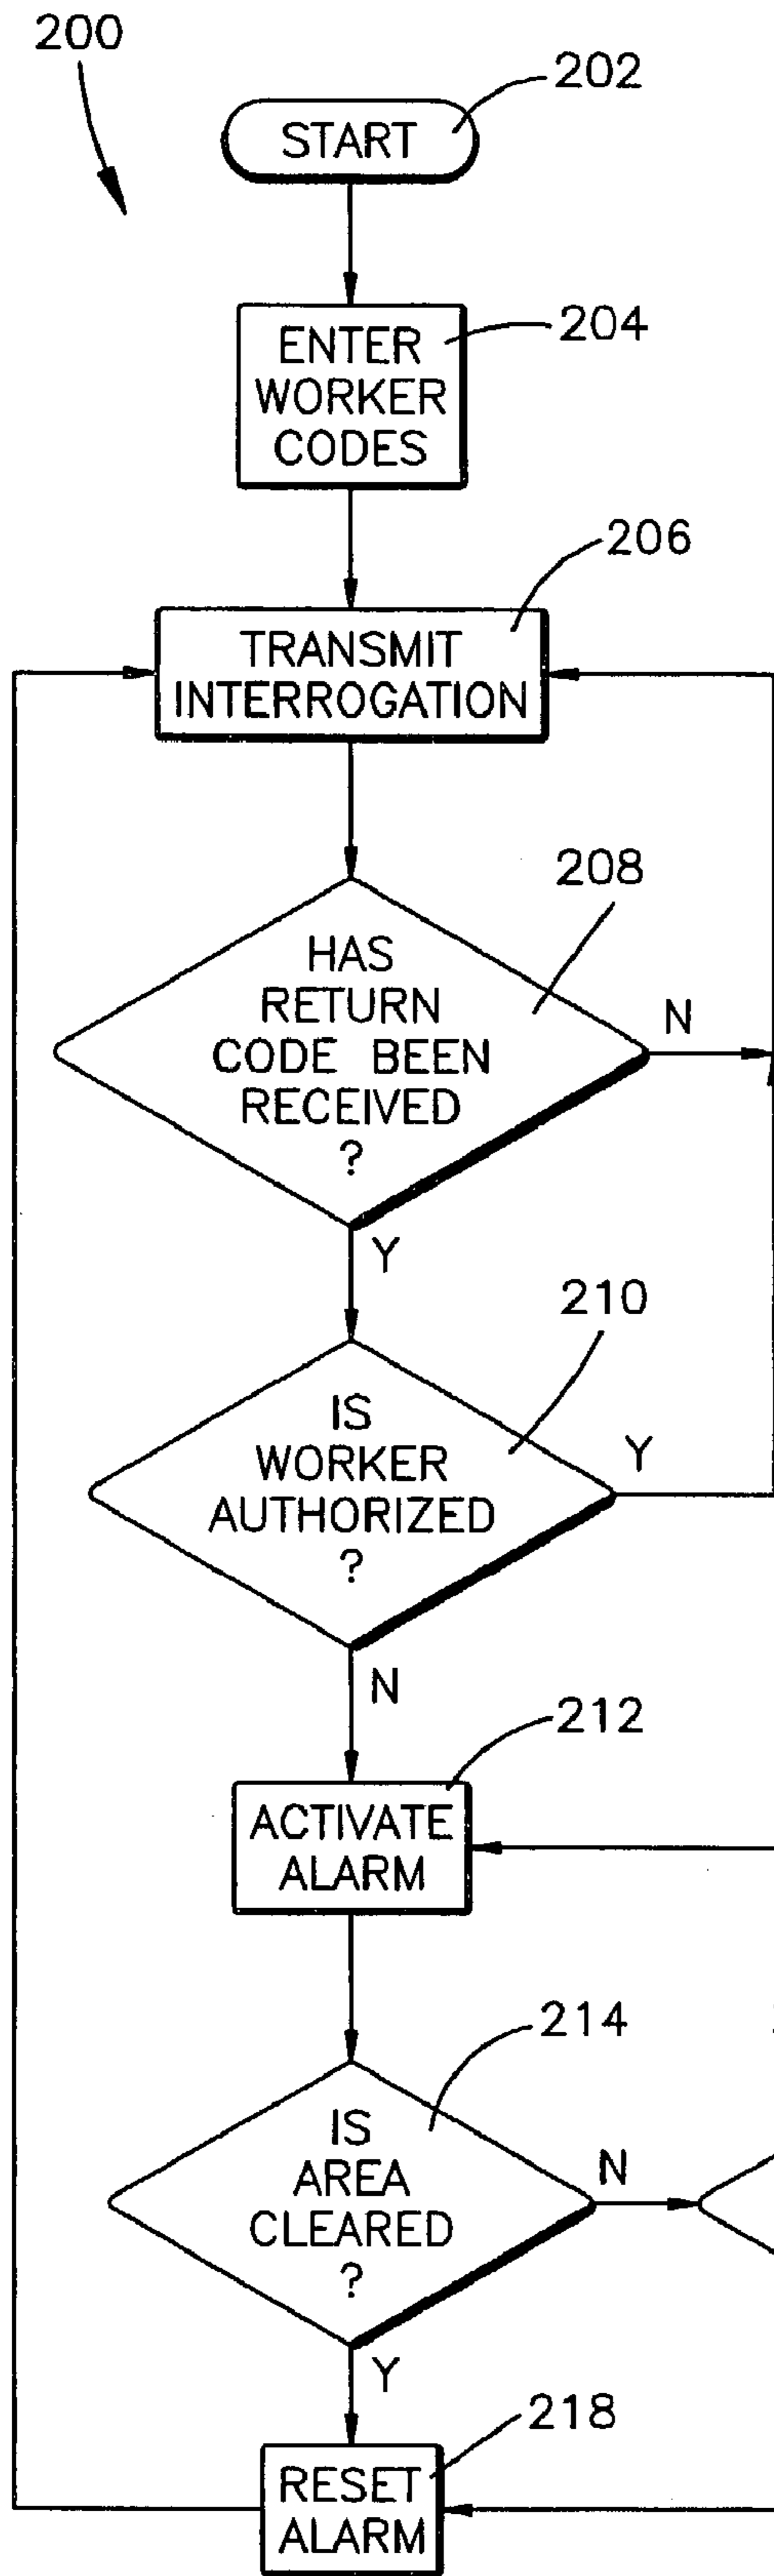 200
202
START
204
ENTER
WORKER
CODES
206
TRANSMIT
INTERROGATION
208
HAS
RETURN
CODE BEEN
RECEIVED
?
N
Y
210
IS
WORKER
AUTHORIZED
?
Y
N
212
ACTIVATE
ALARM
214
IS
AREA
CLEARED
?
N
Y
218
RESET
ALARM